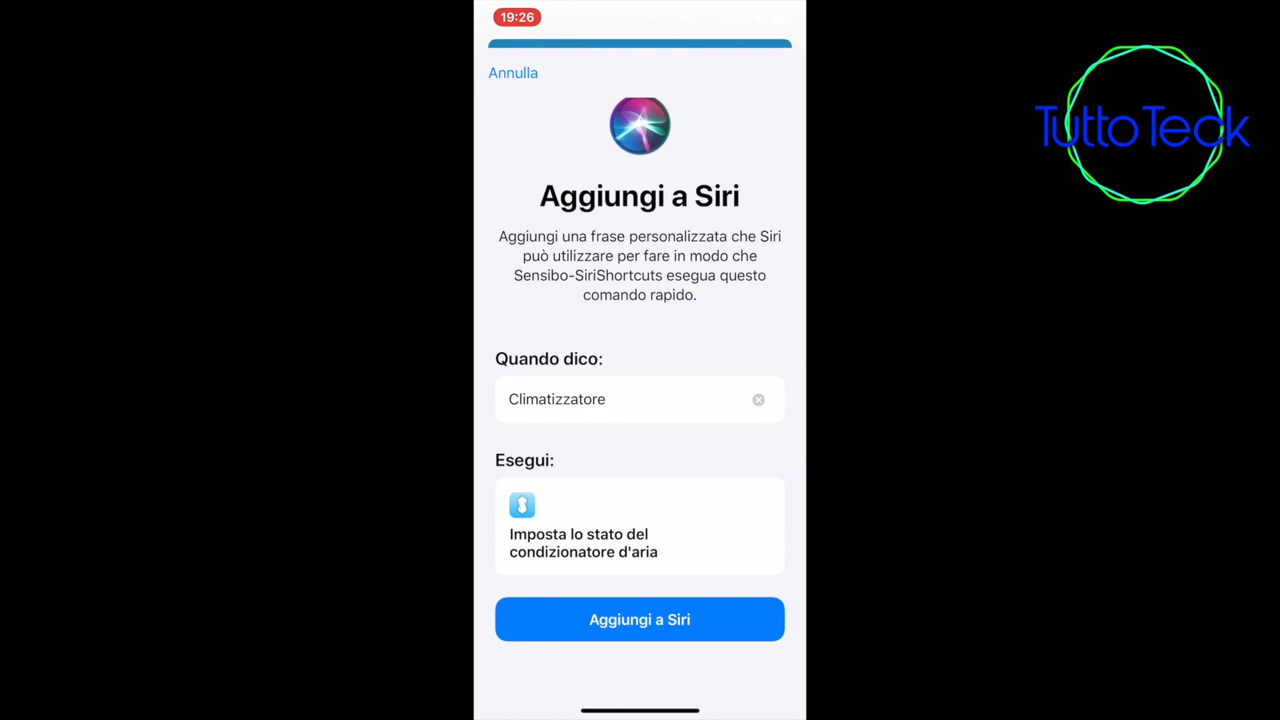 19:26
Annulla
TuttoTeck
Aggiungi a Siri
Aggiungi una frase personalizzata che Siri
può utilizzare per fare in modo che
Sensibo-SiriShortcuts esegua questo
comando rapido.
Quando dico:
Climatizzatore
Esegui:
Imposta lo stato del
condizionatore d'aria
Aggiungi a Siri